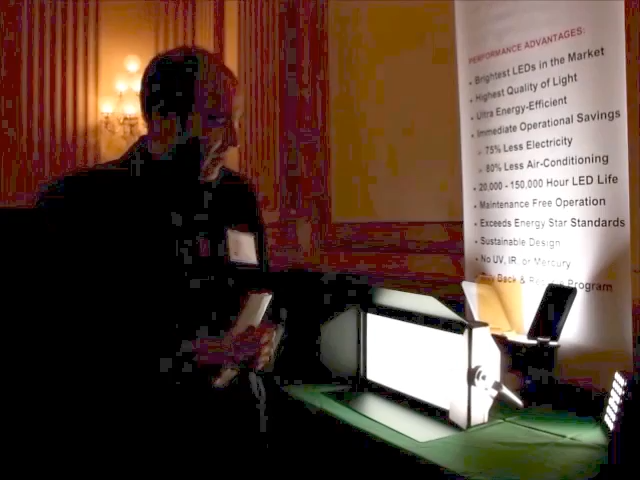 PERFORMANCE ADVANTAGES:
• Brightest LEDs in the Market
• Highest Quality of Light
• Ultra Energy-Efficient
• Immediate Operational Savings
» 75% Less Electricity
» 80% Less Air-Conditioning
• 20,000 - 150,000 Hour LED Life
• Maintenance Free Operation
• Exceeds Energy Star Standards
• Sustainable Design
• No UV, IR, or Mercury
Back & Program